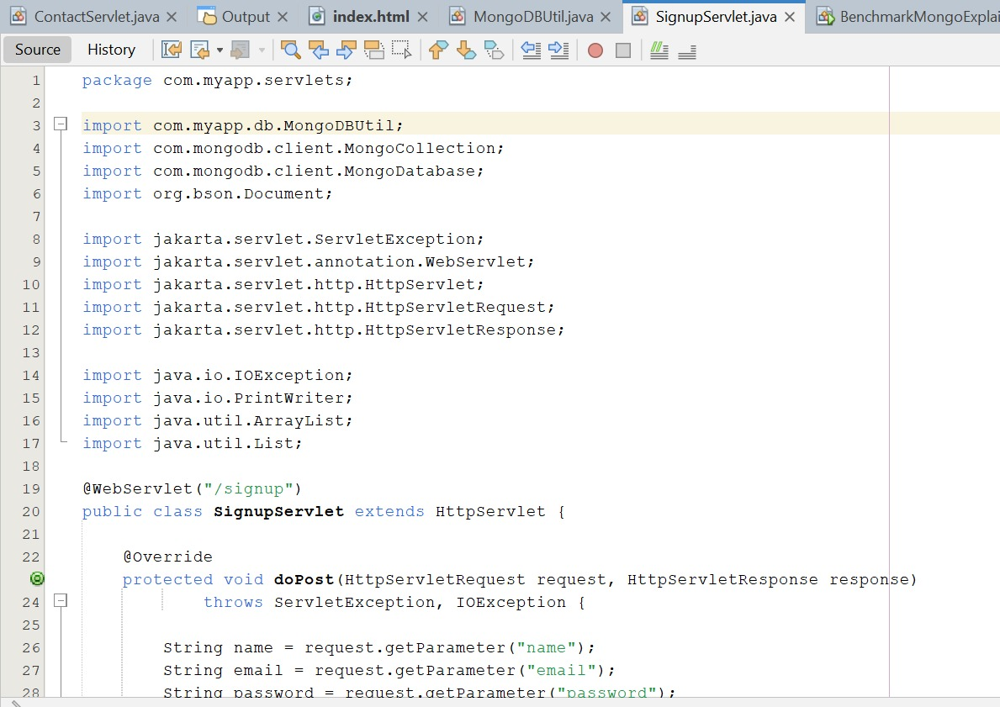 ContactServlet.java Output index.html MongoDBUtil.java SignupServlet.java BenchmarkMongoExplai
Source History
1 package com.myapp.servlets;
2
3 import com.myapp.db.MongoDBUtil;
4 import com.mongodb.client.MongoCollection;
5 import com.mongodb.client.MongoDatabase;
6 import org.bson.Document;
7
8 import jakarta.servlet.ServletException;
9 import jakarta.servlet.annotation.WebServlet;
10 import jakarta.servlet.http.HttpServlet;
11 import jakarta.servlet.http.HttpServletRequest;
12 import jakarta.servlet.http.HttpServletResponse;
13
14 import java.io.IOException;
15 import java.io.PrintWriter;
16 import java.util.ArrayList;
17 import java.util.List;
18
19 @WebServlet("/signup")
20 public class SignupServlet extends HttpServlet {
21
22 @Override
protected void doPost(HttpServletRequest request, HttpServletResponse response)
24 throws ServletException, IOException {
25
26 String name = request.getParameter("name");
27 String email = request.getParameter("email");
28 String password = request.getParameter("password");